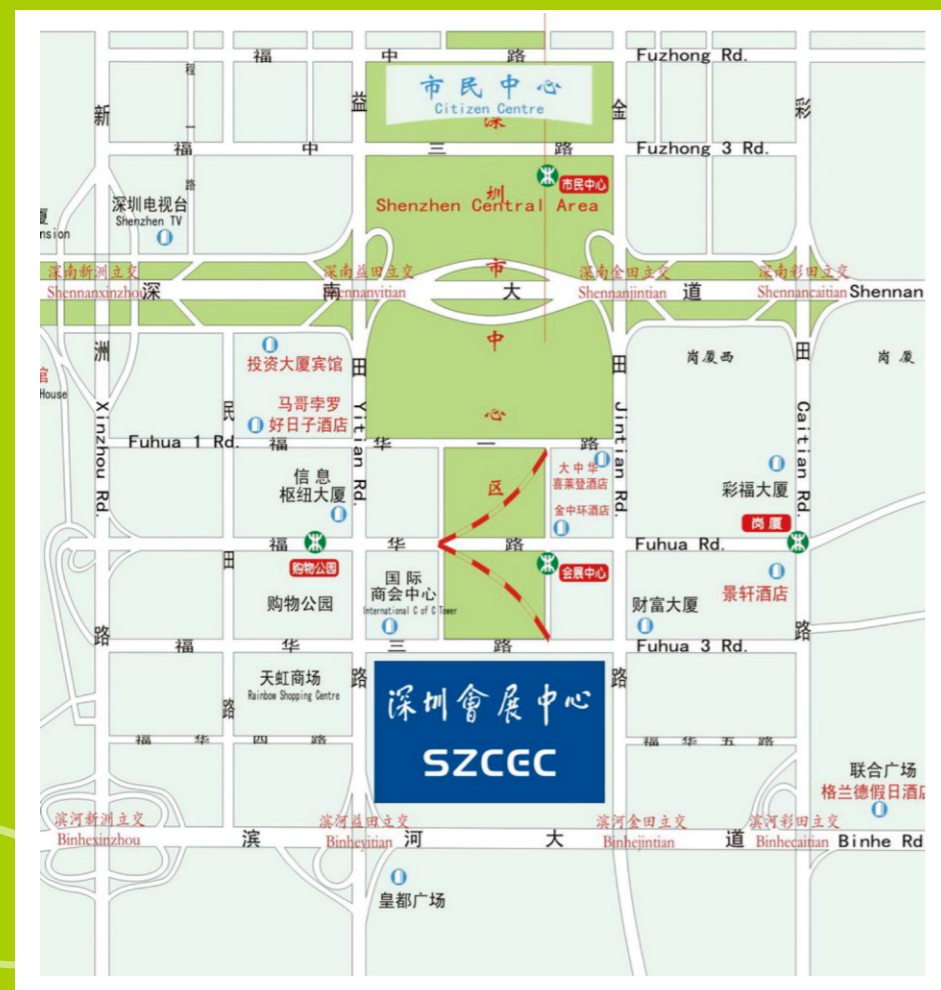 福 中 路 Fuzhong Rd.
程 一 路
市民中心
Citizen Centre
新 洲 路
益 田 路
金 田 路
彩 田 路
深 圳 市 中 心 区
福 中 三 路 Fuzhong 3 Rd.
市民中心
Shenzhen Central Area
深圳电视台
Shenzhen TV
厦
nsion
深南新洲立交
Shennanxinzhou
深南益田立交
Shennanyitian
深南金田立交
Shennanjintian
深南彩田立交
Shennancaitian
深 南 大 道 Shennan
投资大厦宾馆
马哥孛罗
好日子酒店
岗厦西
岗厦
馆
House
Xinzhou Rd.
民 田 路
Yitian Rd.
Jintian Rd.
Caitian Rd.
Fuhua 1 Rd. 福 华 一 路
信息
枢纽大厦
大中华
喜莱登酒店
金中环酒店
彩福大厦
岗厦
福 华 路 Fuhua Rd.
购物公园
购物公园
国际
商会中心
International C of C Tower
会展中心
财富大厦
景轩酒店
福 华 三 路 Fuhua 3 Rd.
天虹商场
Rainbow Shopping Centre
深圳會展中心
SZCEC
福 华 四 路
福 华 五 路
联合广场
格兰德假日酒店
滨河新洲立交
Binhexinzhou
滨河益田立交
Binheyitian
滨河金田立交
Binhejintian
滨河彩田立交
Binhecaitian
滨 河 大 道 Binhe Rd
皇都广场